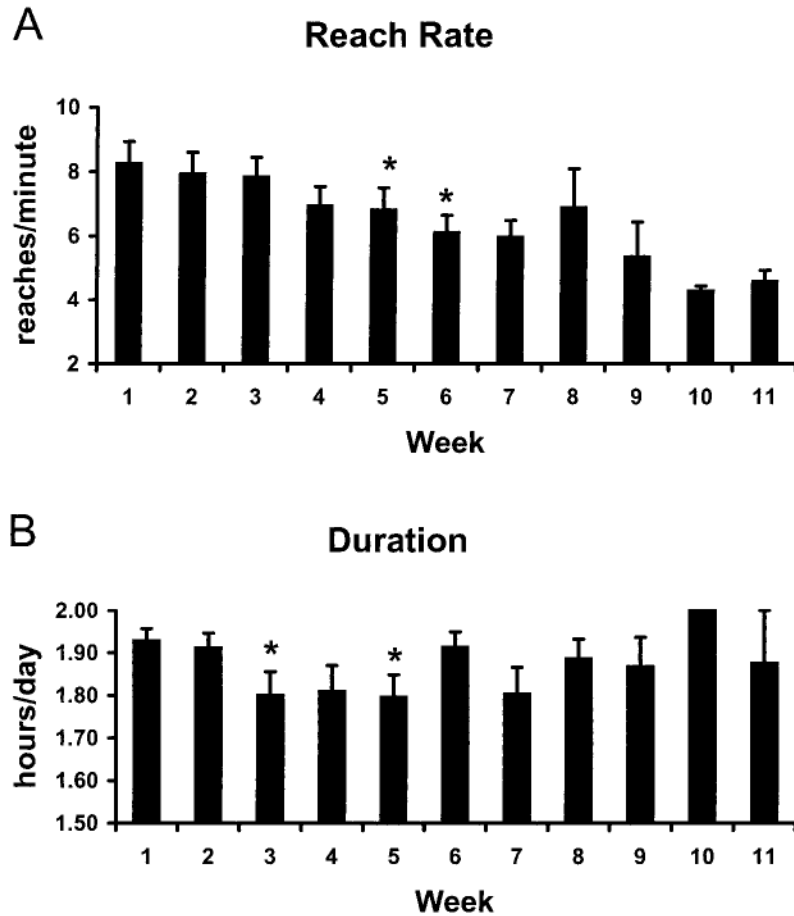 A
Reach Rate
reaches/minute
10
8
6
4
2
*
*
1 2 3 4 5 6 7 8 9 10 11
Week
B
Duration
hours/day
2.00
1.90
1.80
1.70
1.60
1.50
*
*
1 2 3 4 5 6 7 8 9 10 11
Week